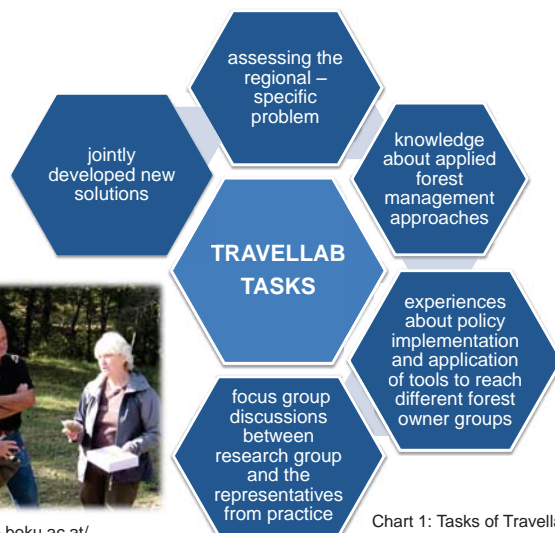 assessing the
regional –
specific
problem
knowledge
about applied
forest
management
approaches
experiences
about policy
implementation
and application
of tools to reach
different forest
owner groups
focus group
discussions
between
research group
and the
representatives
from practice
jointly
developed new
solutions
TRAVELLAB
TASKS
boku.ac.at/
Chart 1: Tasks of Travella